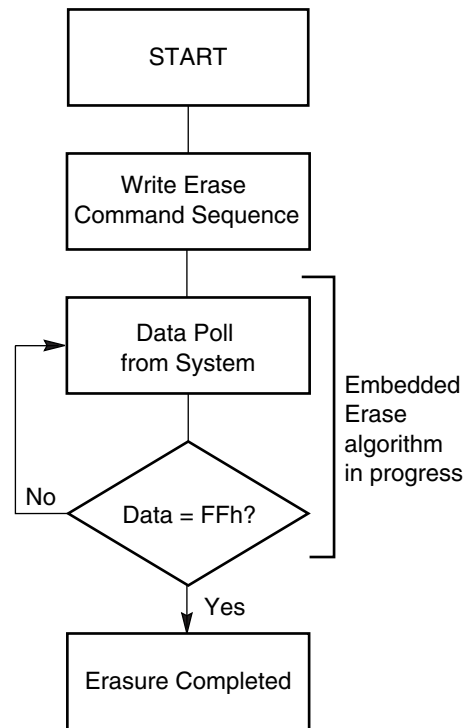 START
Write Erase
Command Sequence
Data Poll
from System
Embedded
Erase
algorithm
in progress
No
Data = FFh?
Yes
Erasure Completed